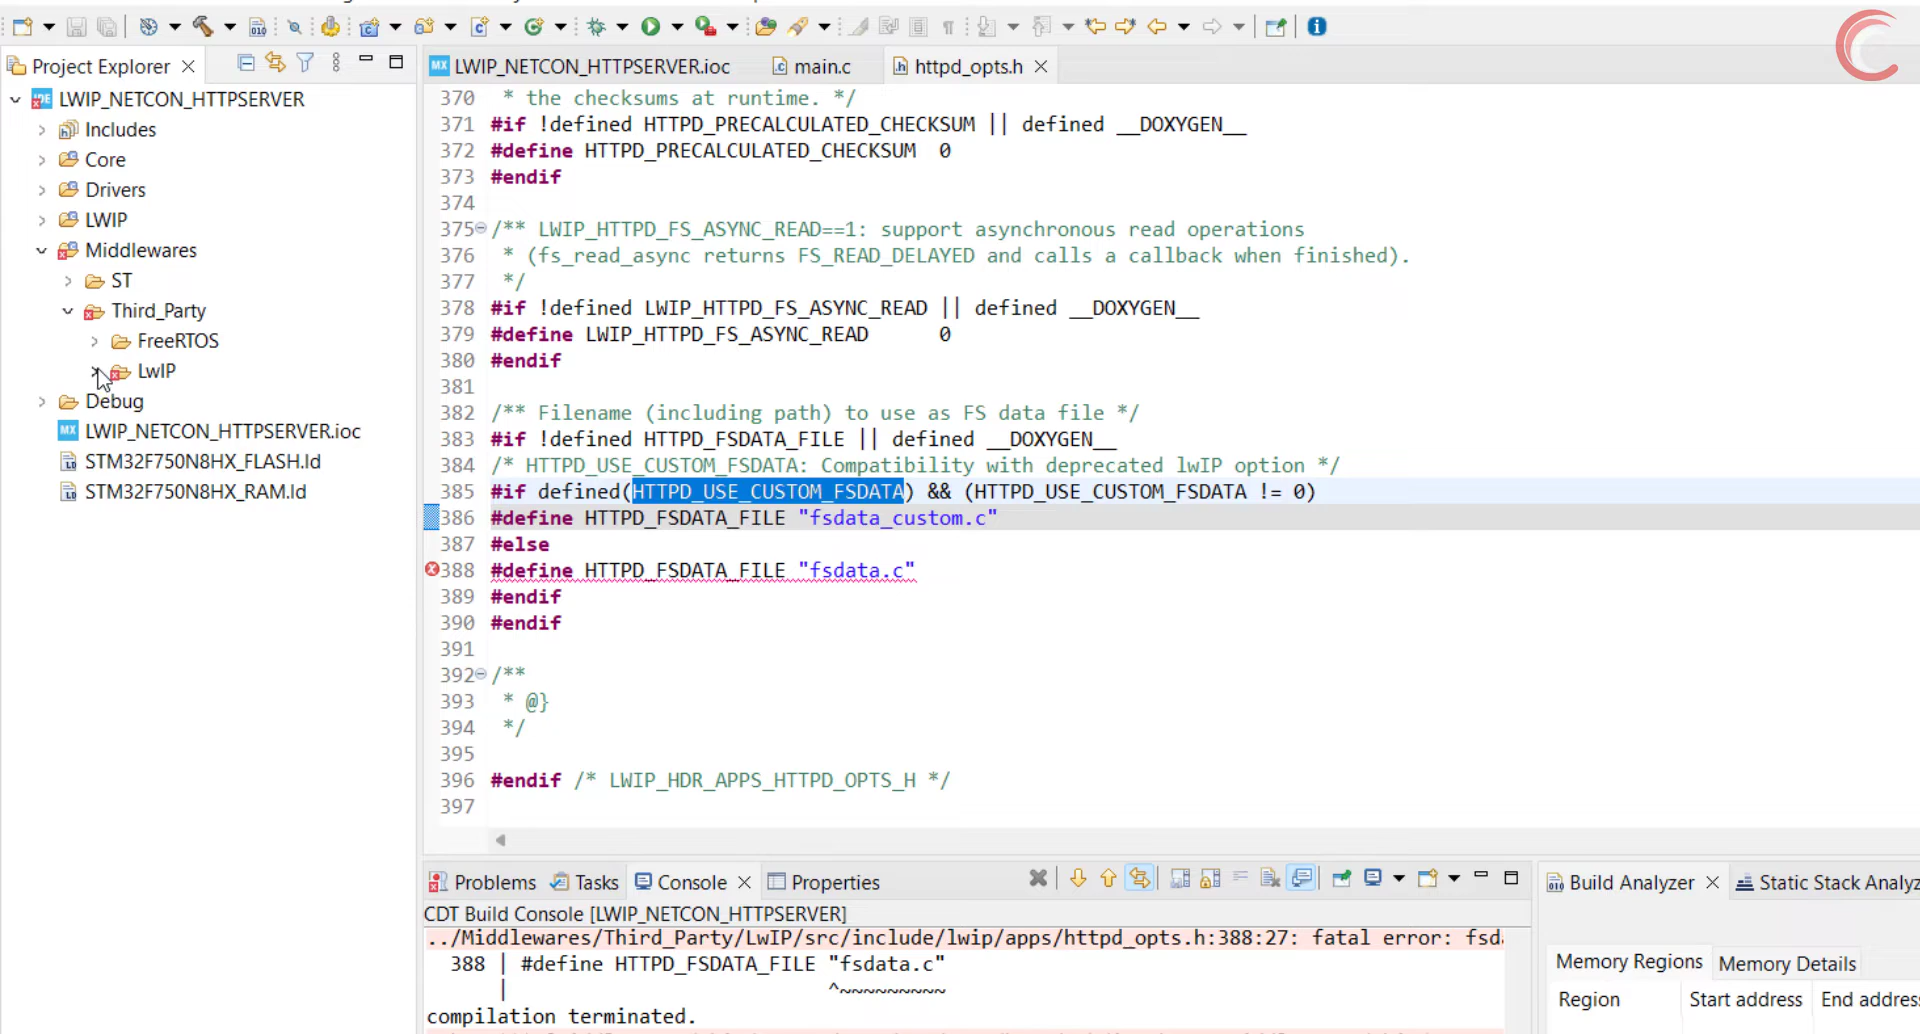 Project Explorer
LWIP_NETCON_HTTPSERVER
Includes
Core
Drivers
LWIP
Middlewares
ST
Third_Party
FreeRTOS
LwIP
Debug
LWIP_NETCON_HTTPSERVER.ioc
STM32F750N8HX_FLASH.ld
STM32F750N8HX_RAM.ld
LWIP_NETCON_HTTPSERVER.ioc
main.c
httpd_opts.h
370 * the checksums at runtime. */
371 #if !defined HTTPD_PRECALCULATED_CHECKSUM || defined __DOXYGEN__
372 #define HTTPD_PRECALCULATED_CHECKSUM 0
373 #endif
374
375 /** LWIP_HTTPD_FS_ASYNC_READ==1: support asynchronous read operations
376 * (fs_read_async returns FS_READ_DELAYED and calls a callback when finished).
377 */
378 #if !defined LWIP_HTTPD_FS_ASYNC_READ || defined __DOXYGEN__
379 #define LWIP_HTTPD_FS_ASYNC_READ 0
380 #endif
381
382 /** Filename (including path) to use as FS data file */
383 #if !defined HTTPD_FSDATA_FILE || defined __DOXYGEN__
384 /* HTTPD_USE_CUSTOM_FSDATA: Compatibility with deprecated lwIP option */
385 #if defined(HTTPD_USE_CUSTOM_FSDATA) && (HTTPD_USE_CUSTOM_FSDATA != 0)
386 #define HTTPD_FSDATA_FILE "fsdata_custom.c"
387 #else
388 #define HTTPD_FSDATA_FILE "fsdata.c"
389 #endif
390 #endif
391
392 /**
393 * @}
394 */
395
396 #endif /* LWIP_HDR_APPS_HTTPD_OPTS_H */
397
Problems
Tasks
Console
Properties
CDT Build Console [LWIP_NETCON_HTTPSERVER]
../Middlewares/Third_Party/LwIP/src/include/lwip/apps/httpd_opts.h:388:27: fatal error:
388 | #define HTTPD_FSDATA_FILE "fsdata.c"
| ^~~~~~~~~~
compilation terminated.
Build Analyzer
Static Stack
Memory Regions
Memory Details
Region
Start address
End